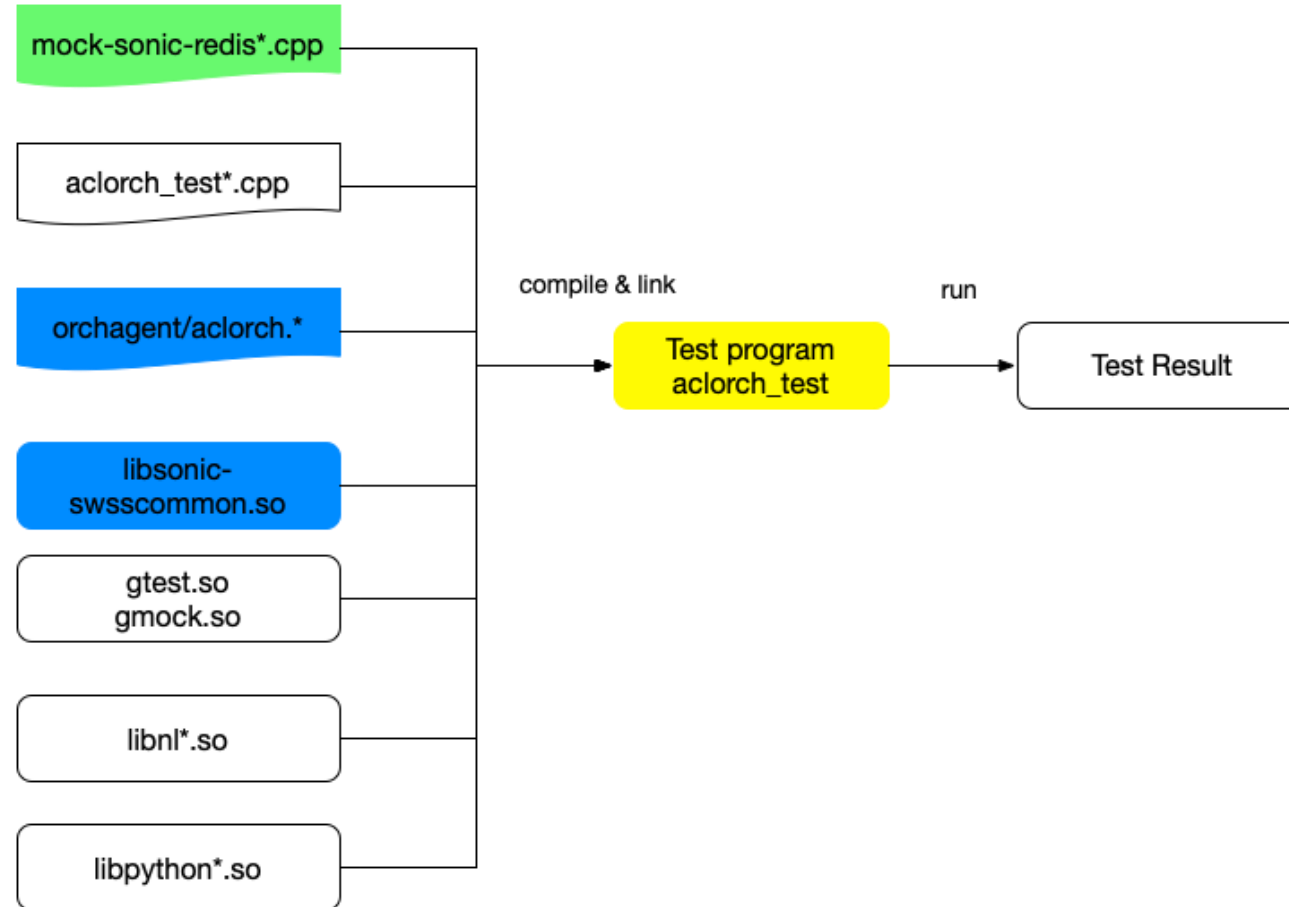 mock-sonic-redis*.cpp
aclorch_test*.cpp
orchagent/aclorch.*
libsonic-
swsscommon.so
gtest.so
gmock.so
libnl*.so
libpython*.so
compile & link
Test program
aclorch_test
run
Test Result